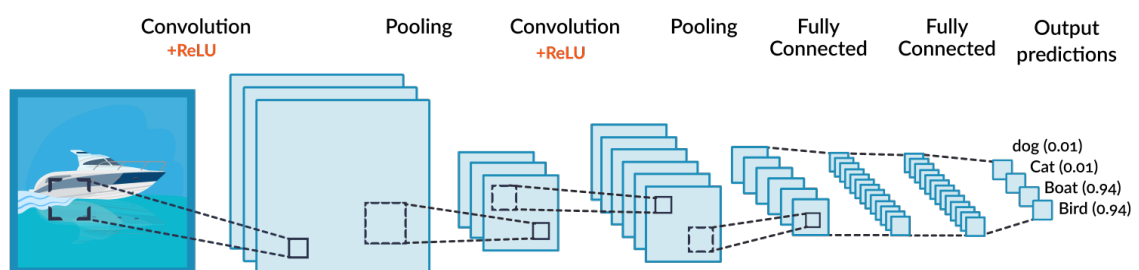 Convolution
+ReLU
Pooling
Convolution
+ReLU
Pooling
Fully
Connected
Fully
Connected
Output
predictions
dog (0.01)
Cat (0.01)
Boat (0.94)
Bird (0.94)